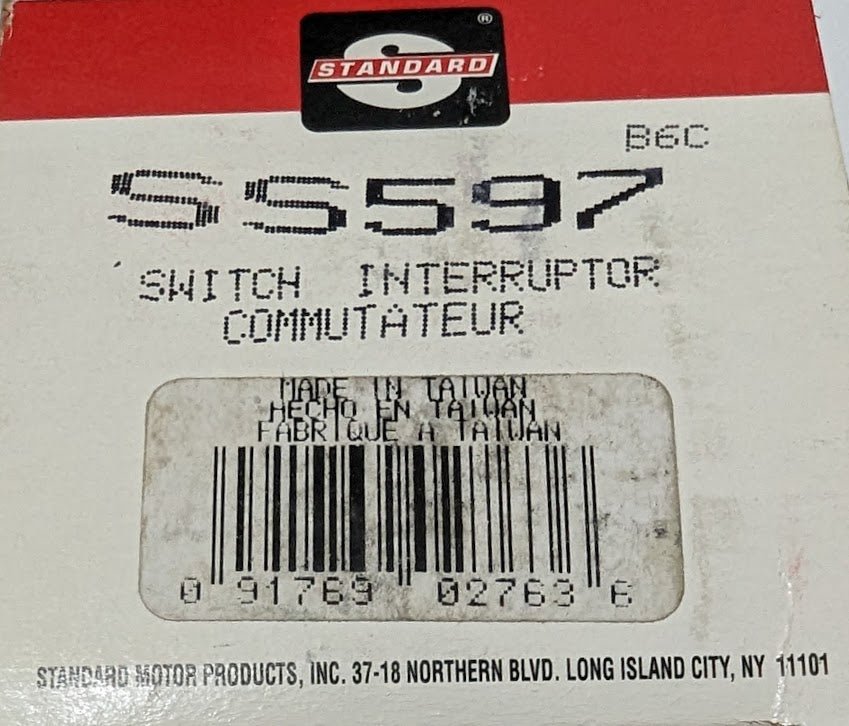 STANDARD ®
B6C
SS597
SWITCH INTERRUPTOR
COMMUTATEUR
MADE IN TAIWAN
HECHO EN TAIWAN
FABRIQUE A TAIWAN
0 91769 02763 6
STANDARD MOTOR PRODUCTS, INC. 37-18 NORTHERN BLVD. LONG ISLAND CITY, NY 11101